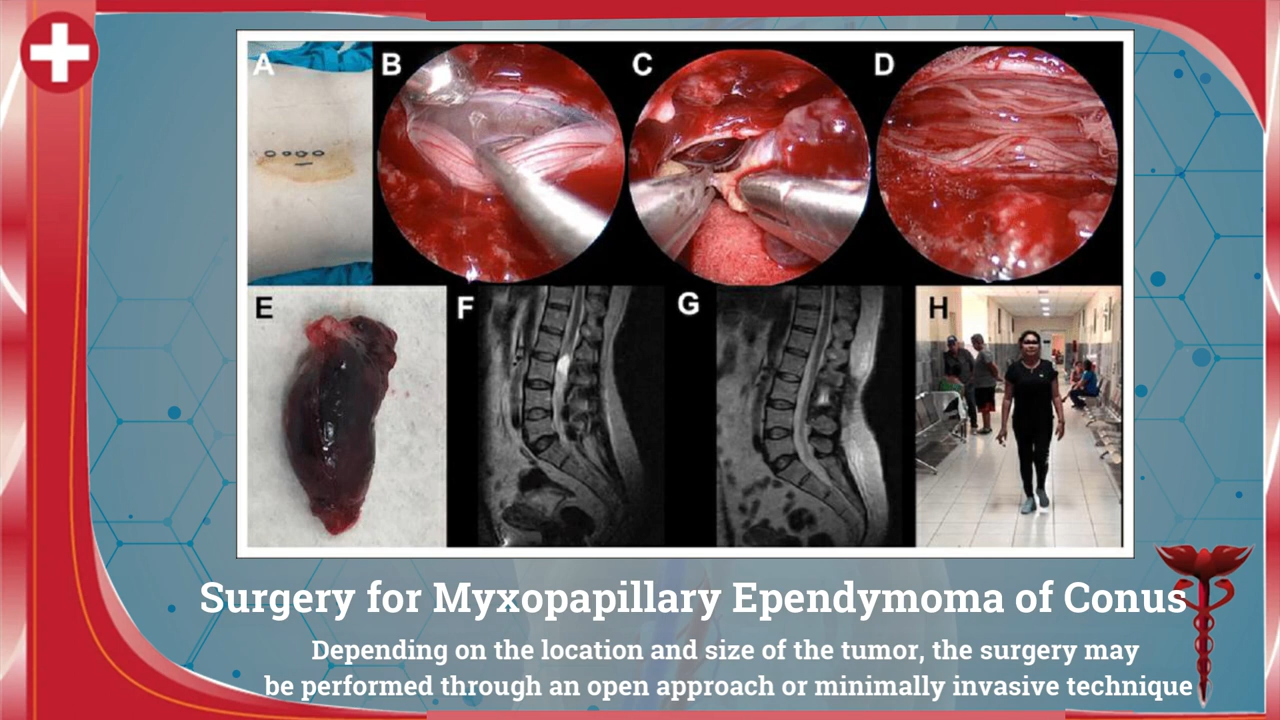 A
B
C
D
E
F
G
H
Surgery for Myxopapillary Ependymoma of Conus
Depending on the location and size of the tumor, the surgery may
be performed through an open approach or minimally invasive technique